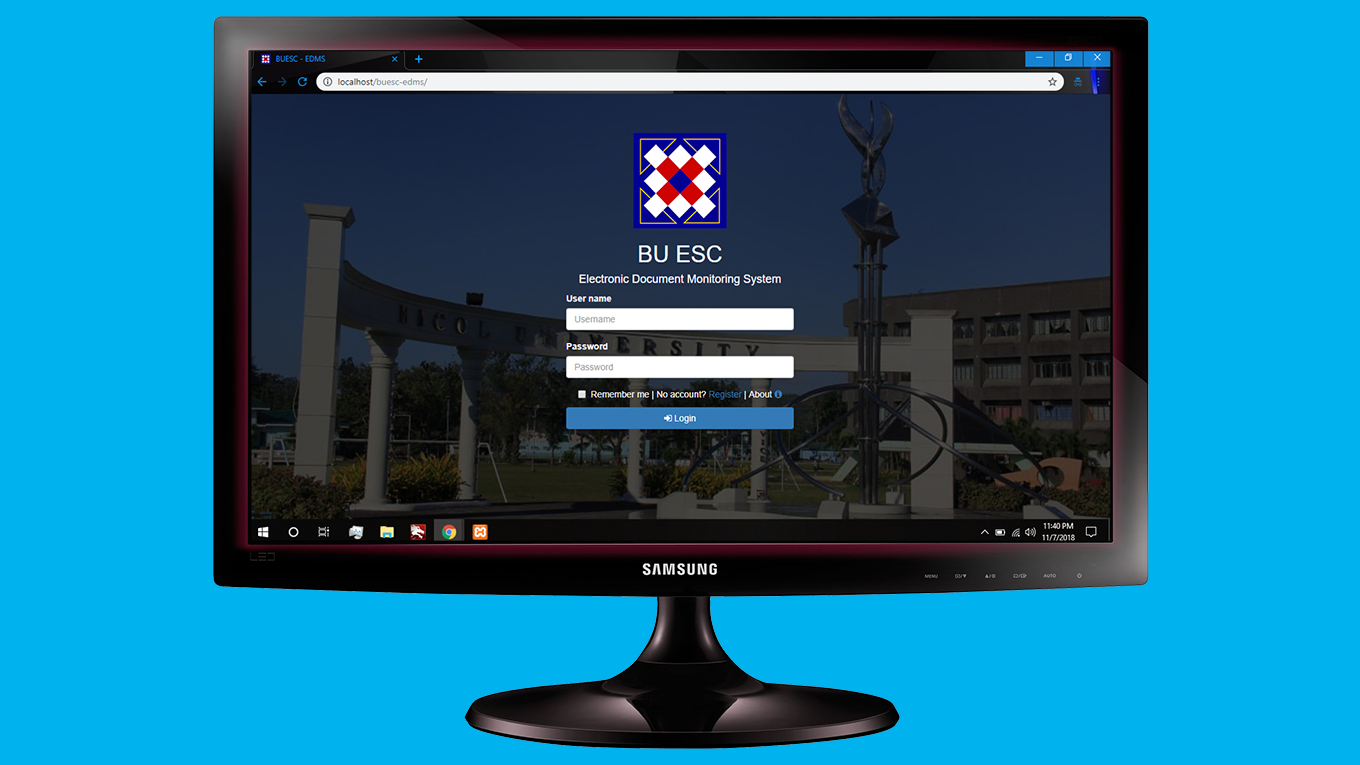 BUESC - EDMS
localhost/buesc-edms/
BICOL UNIVERSITY
BU ESC
Electronic Document Monitoring System
User name
Username
Password
Password
Remember me | No account? Register | About
Login
11:40 PM
11/7/2018
LED
SAMSUNG
MENU
AUTO